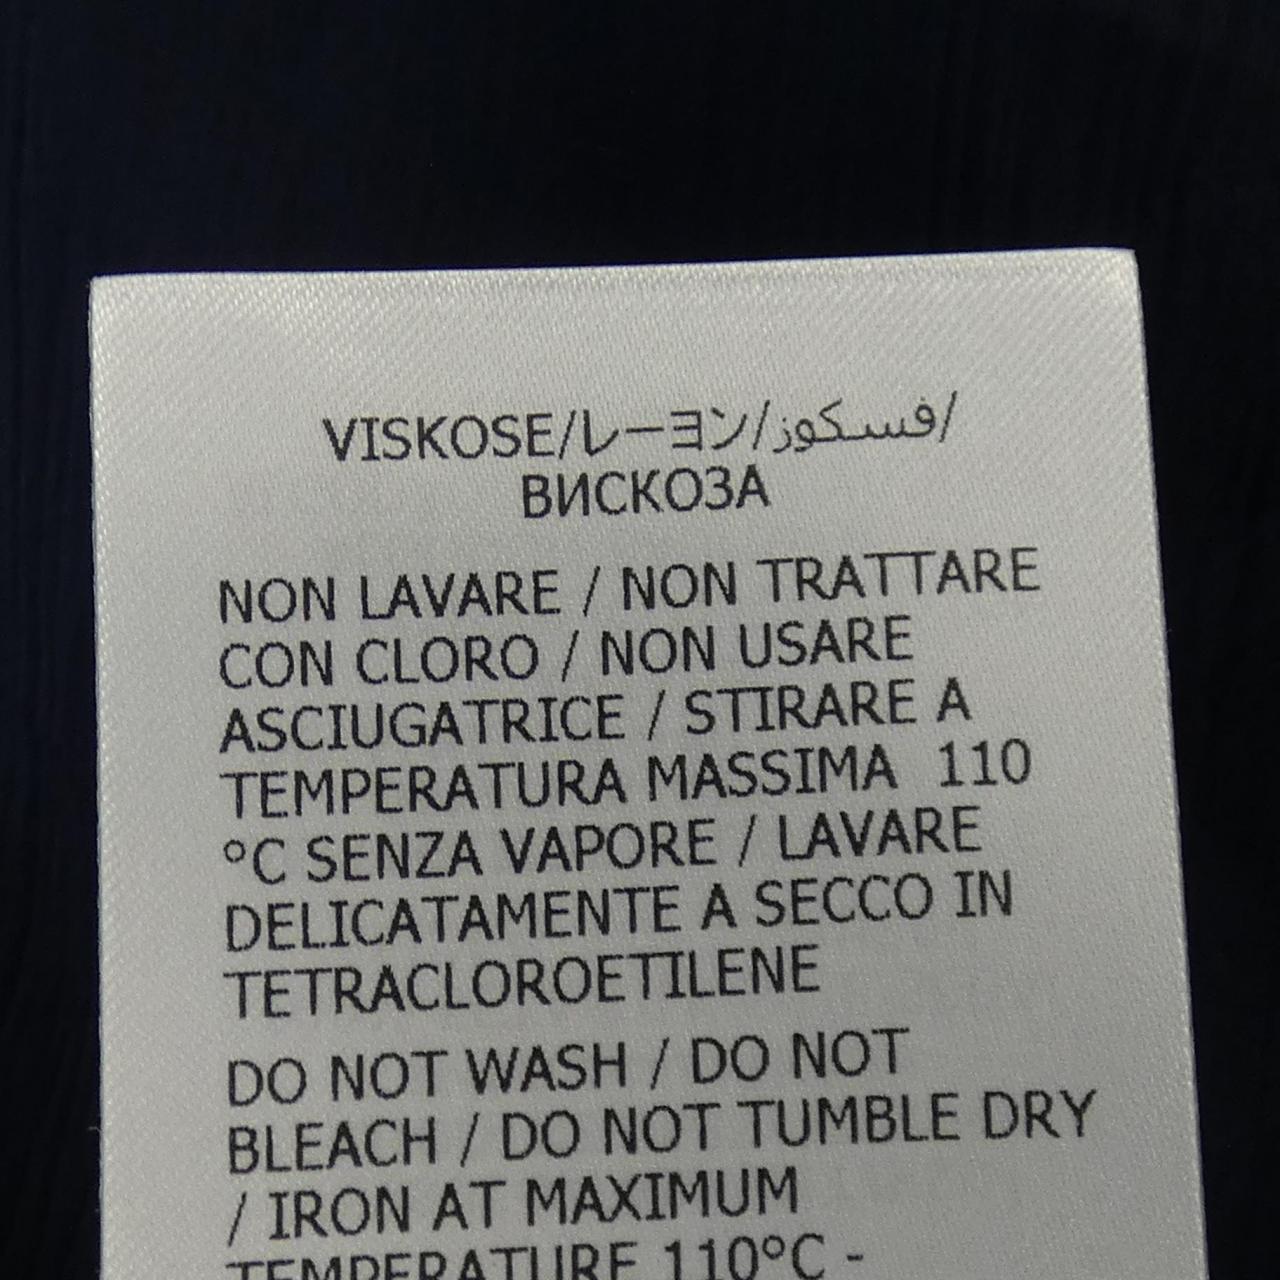 VISKOSE/レーヨン/فسكوز/
ВИСКОЗА
NON LAVARE / NON TRATTARE
CON CLORO / NON USARE
ASCIUGATRICE / STIRARE A
TEMPERATURA MASSIMA 110
°C SENZA VAPORE / LAVARE
DELICATAMENTE A SECCO IN
TETRACLOROETILENE
DO NOT WASH / DO NOT
BLEACH / DO NOT TUMBLE DRY
/ IRON AT MAXIMUM
TEMPERATURE 110°C -